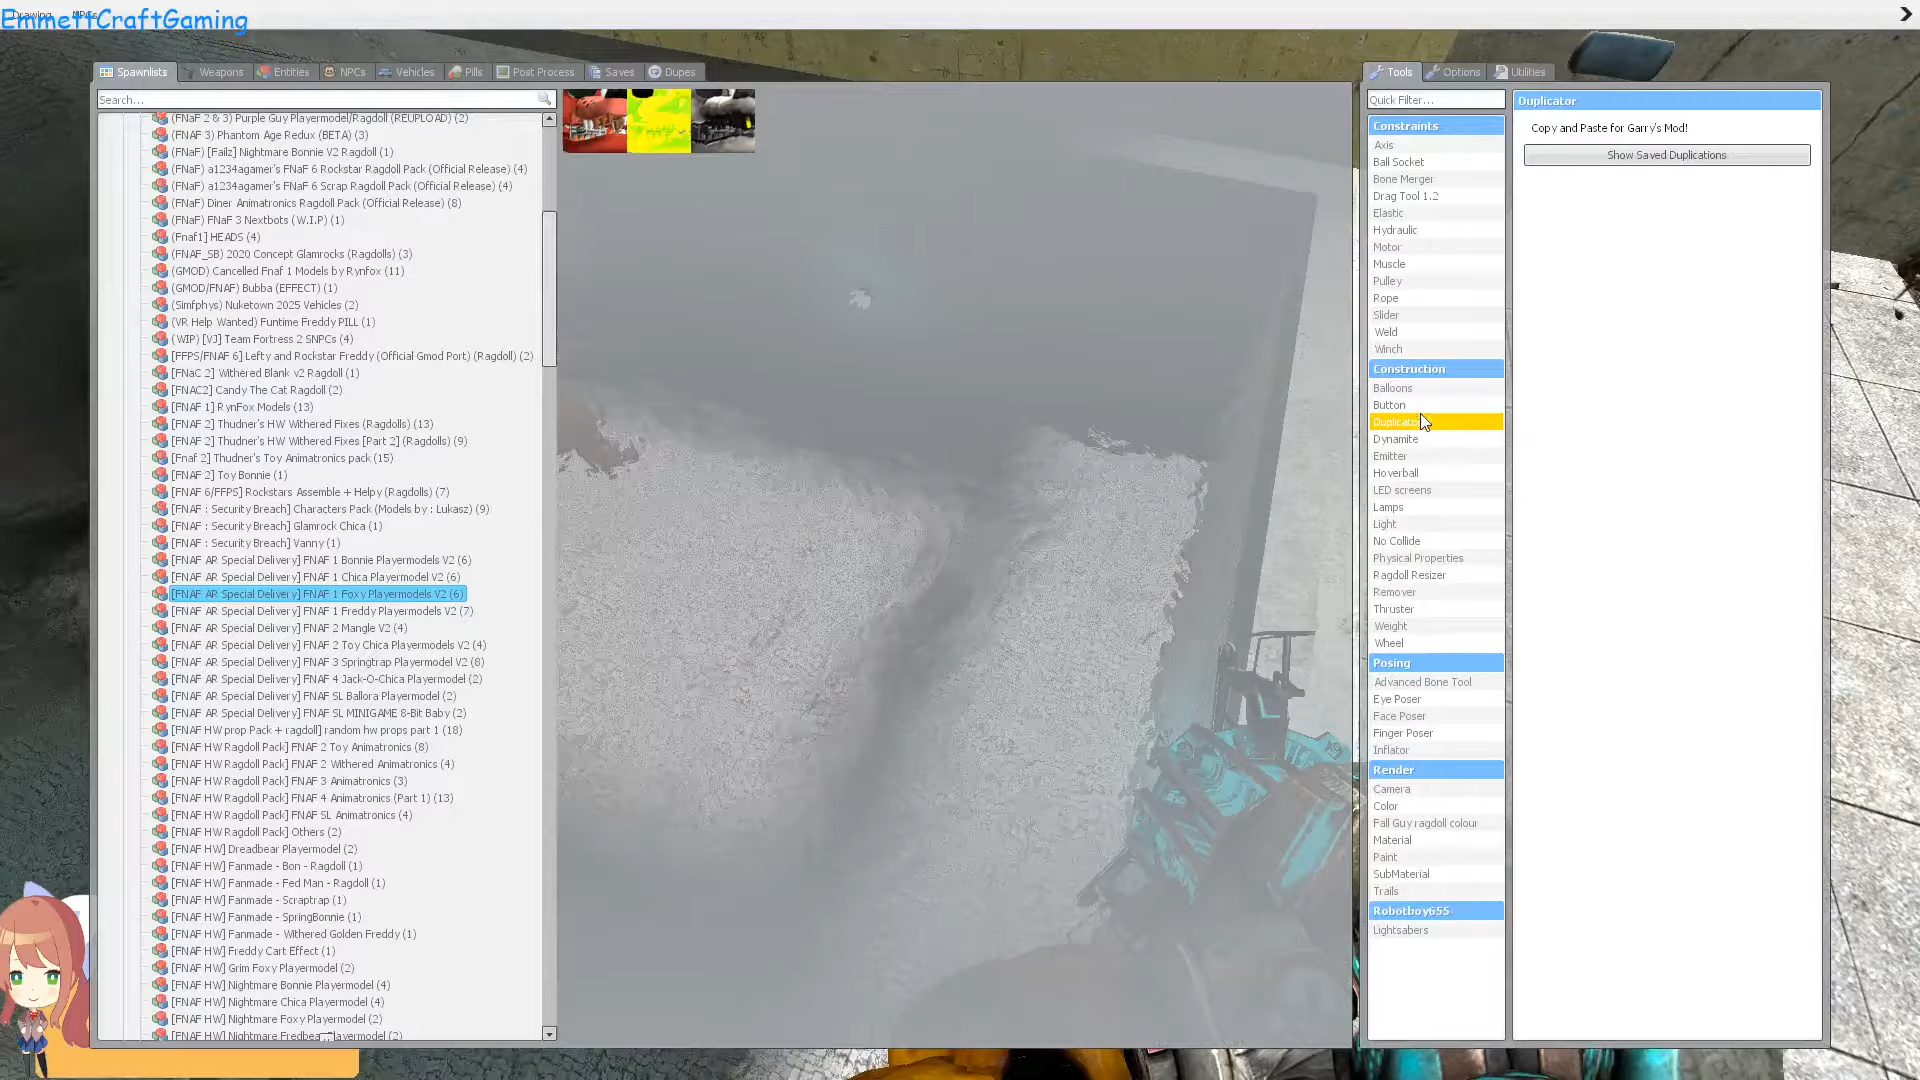 Drawing NPCs
EmmettCraftGaming
Spawnlists Weapons Entities NPCs Vehicles Pills Post Process Saves Dupes
Search...
(FNaF 2 & 3) Purple Guy Playermodel/Ragdoll (REUPLOAD) (2)
(FNAF 3) Phantom Age Redux (BETA) (3)
(FNaF) [Failz] Nightmare Bonnie V2 Ragdoll (1)
(FNaF) a1234agamer's FNaF 6 Rockstar Ragdoll Pack (Official Release) (4)
(FNaF) a1234agamer's FNaF 6 Scrap Ragdoll Pack (Official Release) (4)
(FNaF) Diner Animatronics Ragdoll Pack (Official Release) (8)
(FNaF) FNaF 3 Nextbots ( W.I.P) (1)
(Fnaf1] HEADS (4)
(FNAF_SB) 2020 Concept Glamrocks (Ragdolls) (3)
(GMOD) Cancelled Fnaf 1 Models by Rynfox (11)
(GMOD/FNAF) Bubba (EFFECT) (1)
(Simfphys) Nuketown 2025 Vehicles (2)
(VR Help Wanted) Funtime Freddy PILL (1)
(WIP) [VJ] Team Fortress 2 SNPCs (4)
[FFPS/FNAF 6] Lefty and Rockstar Freddy (Official Gmod Port) (Ragdoll) (2)
[FNaC 2] Withered Blank v2 Ragdoll (1)
[FNAC2] Candy The Cat Ragdoll (2)
[FNAF 1] RynFox Models (13)
[FNAF 2] Thudner's HW Withered Fixes (Ragdolls) (13)
[FNAF 2] Thudner's HW Withered Fixes [Part 2] (Ragdolls) (9)
[Fnaf 2] Thudner's Toy Animatronics pack (15)
[FNAF 2] Toy Bonnie (1)
[FNAF 6/FFPS] Rockstars Assemble + Helpy (Ragdolls) (7)
[FNAF : Security Breach] Characters Pack (Models by : Lukasz) (9)
[FNAF : Security Breach] Glamrock Chica (1)
[FNAF : Security Breach] Vanny (1)
[FNAF AR Special Delivery] FNAF 1 Bonnie Playermodels V2 (6)
[FNAF AR Special Delivery] FNAF 1 Chica Playermodel V2 (6)
[FNAF AR Special Delivery] FNAF 1 Foxy Playermodels V2 (6)
[FNAF AR Special Delivery] FNAF 1 Freddy Playermodels V2 (7)
[FNAF AR Special Delivery] FNAF 2 Mangle V2 (4)
[FNAF AR Special Delivery] FNAF 2 Toy Chica Playermodels V2 (4)
[FNAF AR Special Delivery] FNAF 3 Springtrap Playermodel V2 (8)
[FNAF AR Special Delivery] FNAF 4 Jack-O-Chica Playermodel (2)
[FNAF AR Special Delivery] FNAF SL Ballora Playermodel (2)
[FNAF AR Special Delivery] FNAF SL MINIGAME 8-Bit Baby (2)
[FNAF HW prop Pack + ragdoll] random hw props part 1 (18)
[FNAF HW Ragdoll Pack] FNAF 2 Toy Animatronics (8)
[FNAF HW Ragdoll Pack] FNAF 2 Withered Animatronics (4)
[FNAF HW Ragdoll Pack] FNAF 3 Animatronics (3)
[FNAF HW Ragdoll Pack] FNAF 4 Animatronics (Part 1) (13)
[FNAF HW Ragdoll Pack] FNAF SL Animatronics (4)
[FNAF HW Ragdoll Pack] Others (2)
[FNAF HW] Dreadbear Playermodel (2)
[FNAF HW] Fanmade - Bon - Ragdoll (1)
[FNAF HW] Fanmade - Fed Man - Ragdoll (1)
[FNAF HW] Fanmade - Scraptrap (1)
[FNAF HW] Fanmade - SpringBonnie (1)
[FNAF HW] Fanmade - Withered Golden Freddy (1)
[FNAF HW] Freddy Cart Effect (1)
[FNAF HW] Grim Foxy Playermodel (2)
[FNAF HW] Nightmare Bonnie Playermodel (4)
[FNAF HW] Nightmare Chica Playermodel (4)
[FNAF HW] Nightmare Foxy Playermodel (2)
[FNAF HW] Nightmare Fredbear Playermodel (2)
Tools Options Utilities
Quick Filter...
Constraints
Axis
Ball Socket
Bone Merger
Drag Tool 1.2
Elastic
Hydraulic
Motor
Muscle
Pulley
Rope
Slider
Weld
Winch
Construction
Balloons
Button
Duplicator
Dynamite
Emitter
Hoverball
LED screens
Lamps
Light
No Collide
Physical Properties
Ragdoll Resizer
Remover
Thruster
Weight
Wheel
Posing
Advanced Bone Tool
Eye Poser
Face Poser
Finger Poser
Inflator
Render
Camera
Color
Fall Guy ragdoll colour
Material
Paint
SubMaterial
Trails
Robotboy655
Lightsabers
Duplicator
Copy and Paste for Garry's Mod!
Show Saved Duplications